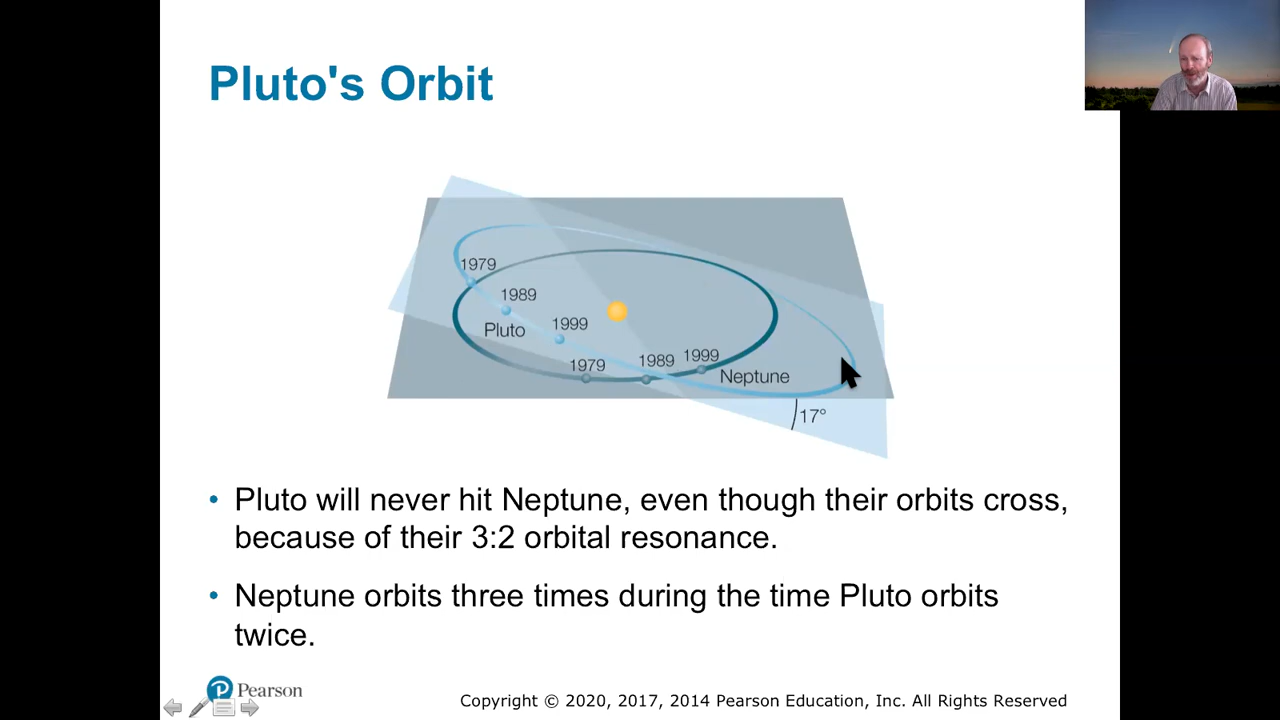 Pluto's Orbit
1979
1989
1999
Pluto
1979
1989
1999
Neptune
17°
• Pluto will never hit Neptune, even though their orbits cross,
because of their 3:2 orbital resonance.
• Neptune orbits three times during the time Pluto orbits
twice.
P Pearson
Copyright © 2020, 2017, 2014 Pearson Education, Inc. All Rights Reserved